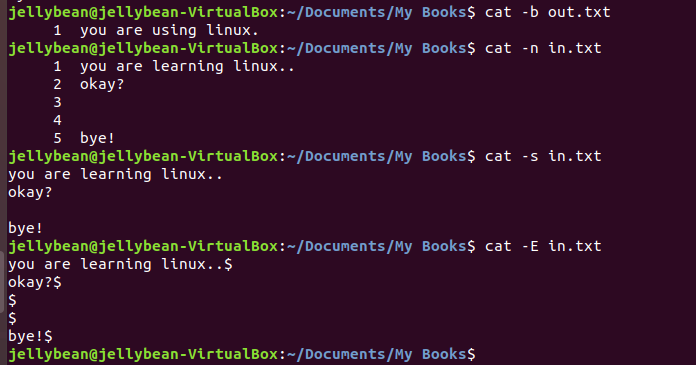 jellybean@jellybean-VirtualBox:~/Documents/My Books$ cat -b out.txt
     1  you are using linux.
jellybean@jellybean-VirtualBox:~/Documents/My Books$ cat -n in.txt
     1  you are learning linux..
     2  okay?
     3
     4
     5  bye!
jellybean@jellybean-VirtualBox:~/Documents/My Books$ cat -s in.txt
you are learning linux..
okay?

bye!
jellybean@jellybean-VirtualBox:~/Documents/My Books$ cat -E in.txt
you are learning linux..$
okay?$
$
$
bye!$
jellybean@jellybean-VirtualBox:~/Documents/My Books$